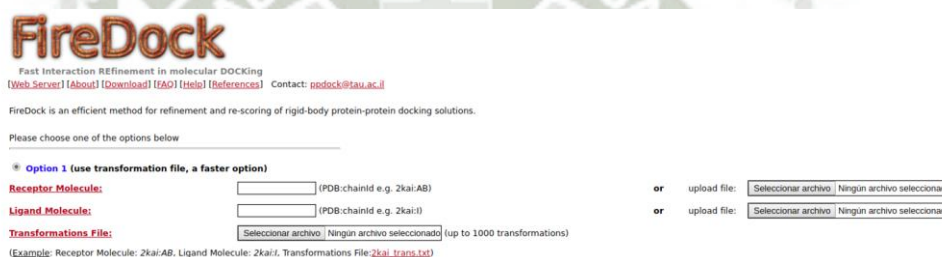 FireDock
Fast Interaction REfinement in molecular DOCKing
[Web Server] [About] [Download] [FAQ] [Help] [References] Contact: ppdock@tau.ac.il
FireDock is an efficient method for refinement and re-scoring of rigid-body protein-protein docking solutions.
Please choose one of the options below
Option 1 (use transformation file, a faster option)
Receptor Molecule: (PDB:chainId e.g. 2kai:AB) or upload file: Seleccionar archivo Ningún archivo seleccionad
Ligand Molecule: (PDB:chainId e.g. 2kai:I) or upload file: Seleccionar archivo Ningún archivo seleccionad
Transformations File: Seleccionar archivo Ningún archivo seleccionado (up to 1000 transformations)
(Example: Receptor Molecule: 2kai:AB, Ligand Molecule: 2kai:I, Transformations File:2kai_trans.txt)